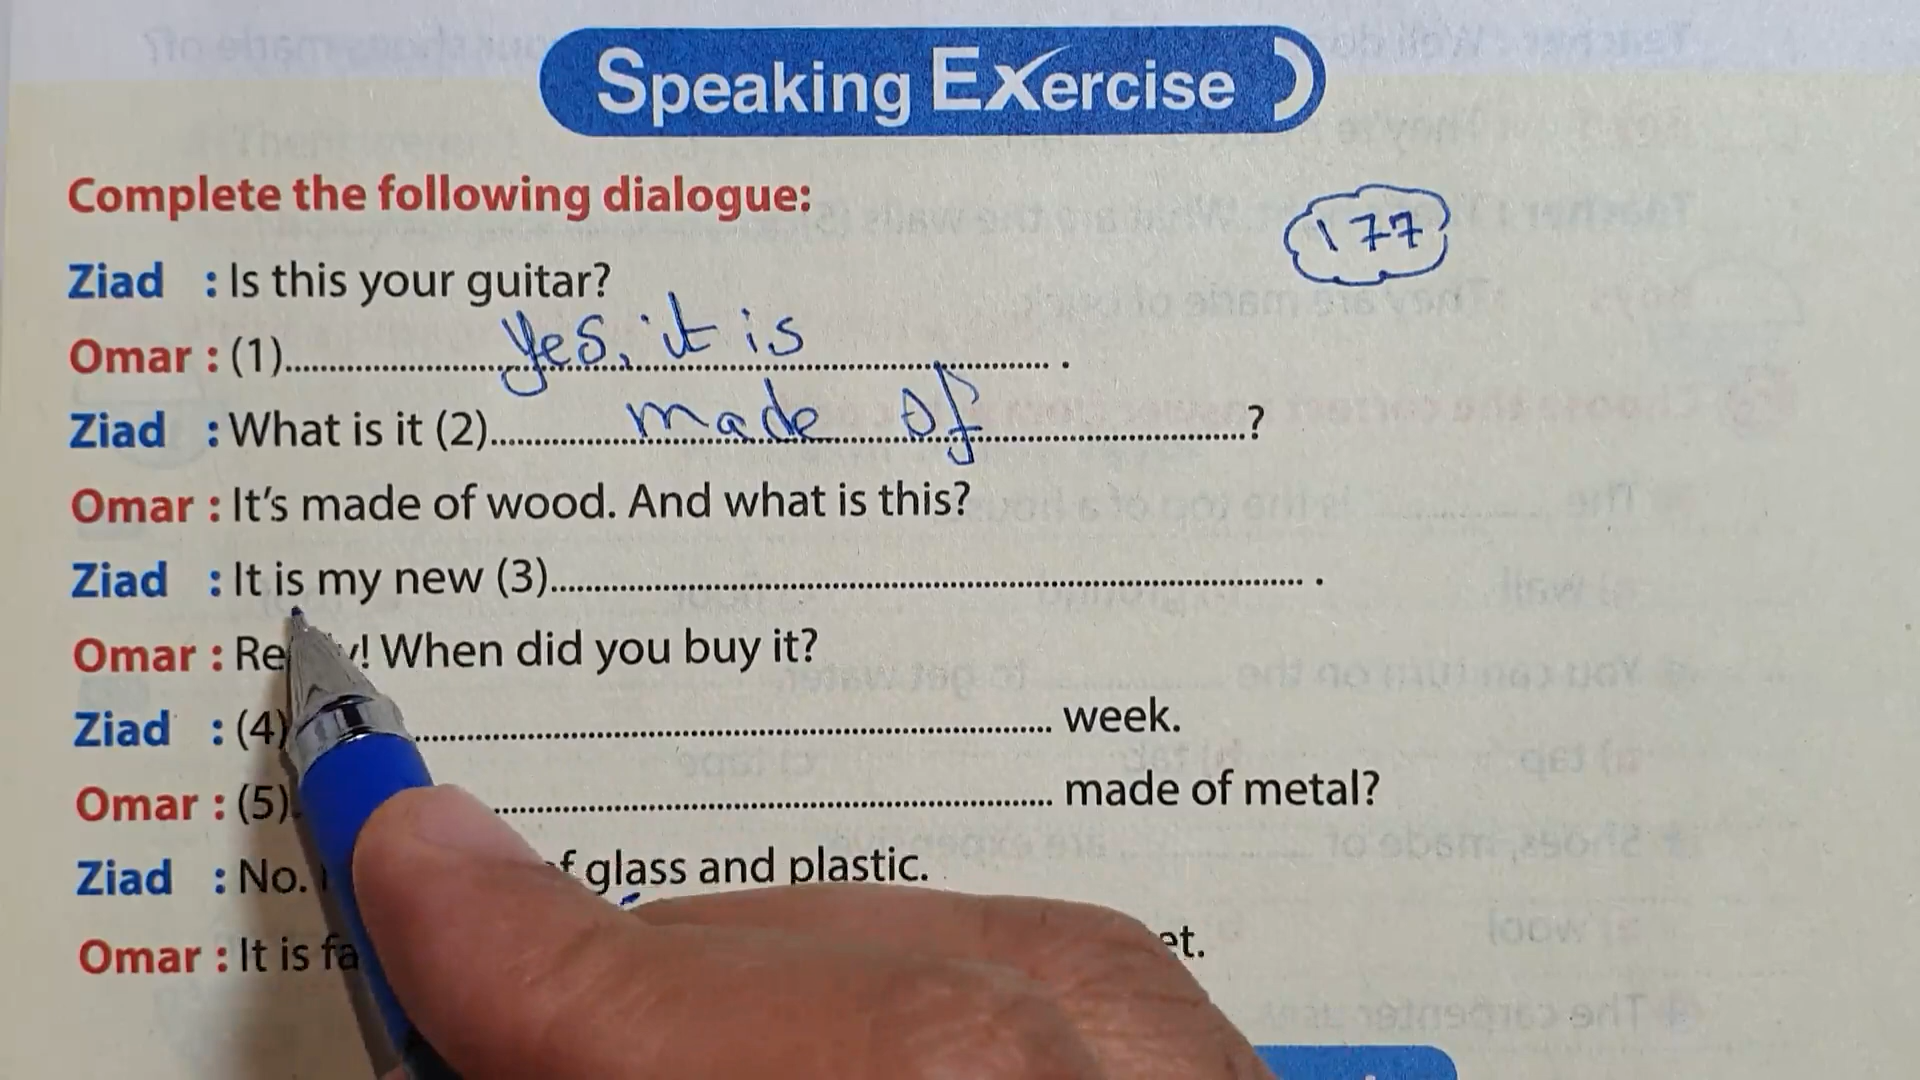 Speaking Exercise
Complete the following dialogue:
177
Ziad : Is this your guitar?
Omar : (1)........ Yes, it is ........ .
Ziad : What is it (2)........ made of ........?
Omar : It's made of wood. And what is this?
Ziad : It is my new (3)................ .
Omar : When did you buy it?
Ziad : (4)................ week.
Omar : (5)................ made of metal?
Ziad : No. glass and plastic.
Omar : It is